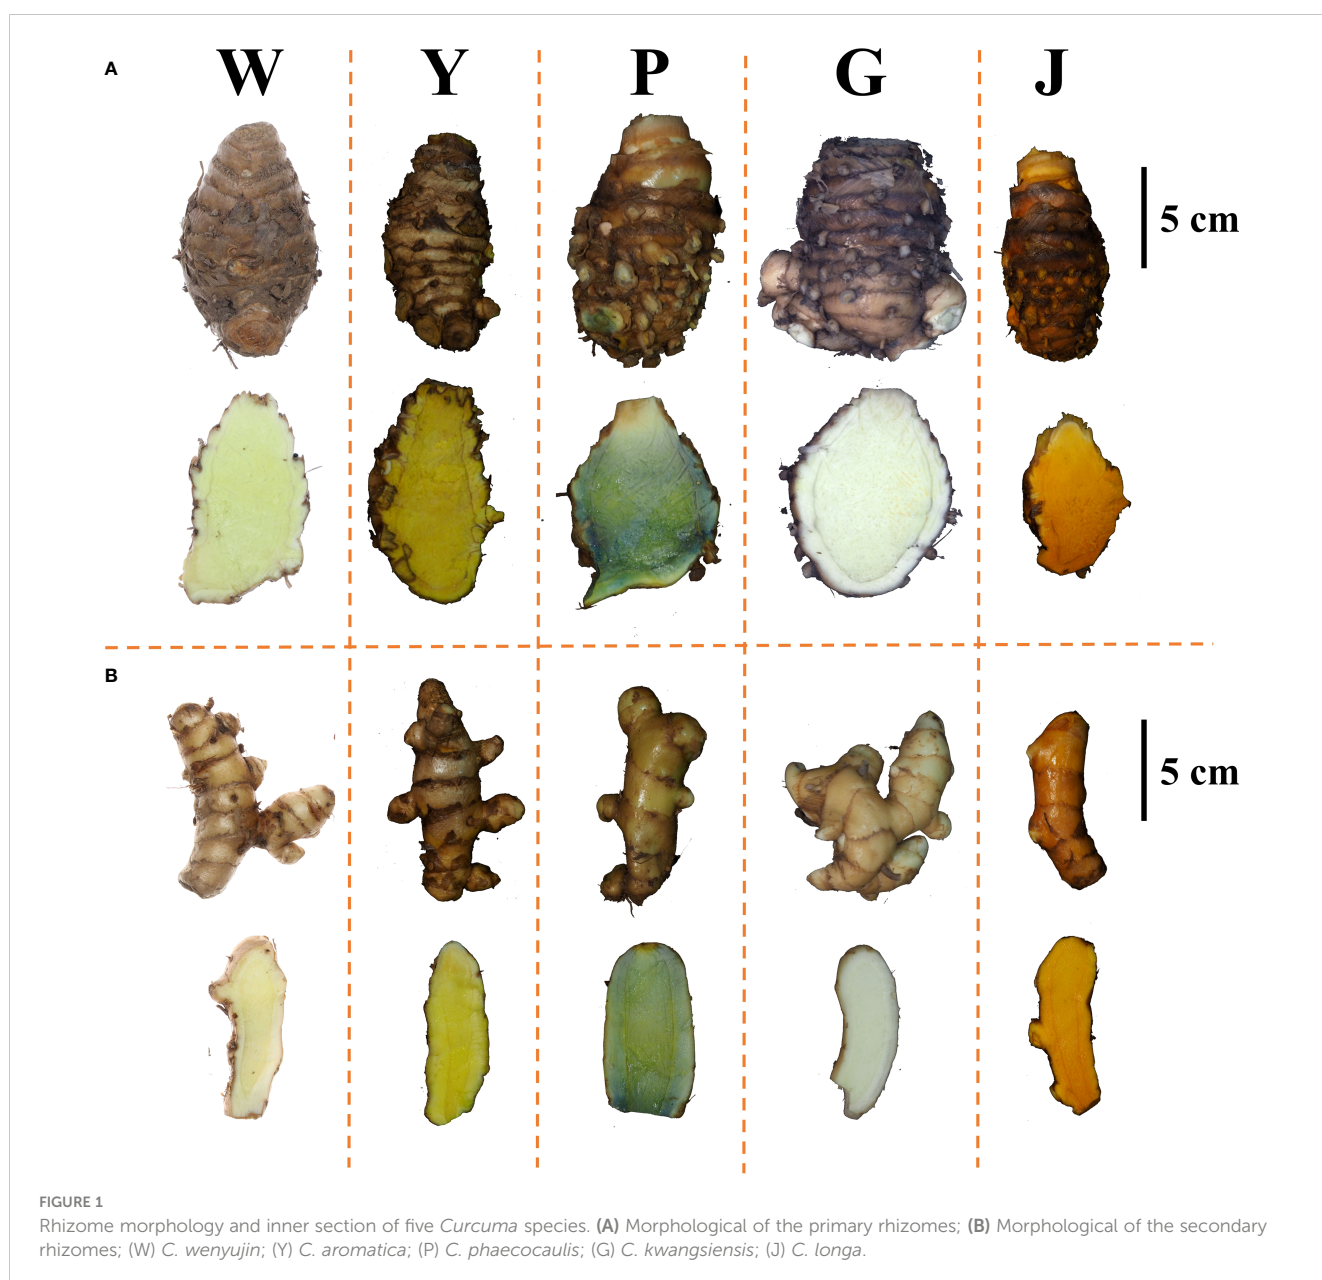 A
W Y P G J
5 cm
B
5 cm
FIGURE 1
Rhizome morphology and inner section of five Curcuma species. (A) Morphological of the primary rhizomes; (B) Morphological of the secondary
rhizomes; (W) C. wenyujin; (Y) C. aromatica; (P) C. phaecocaulis; (G) C. kwangsiensis; (J) C. longa.